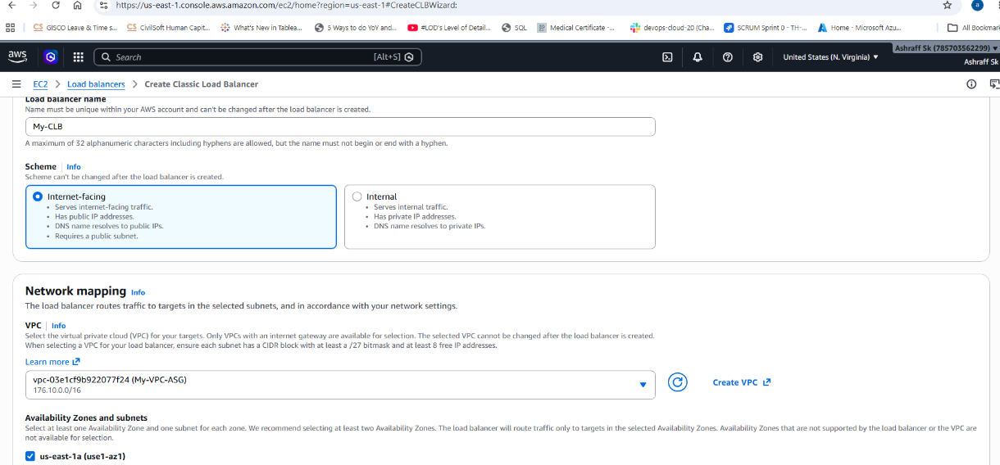 https://us-east-1.console.aws.amazon.com/ec2/home?region=us-east-1#CreateCLBWizard:
a
CS GISCO Leave & Time s...
CS CivilSoft Human Capit...
What's New in Tablea...
5 Ways to do YoY and...
#LOD's Level of Detail...
SQL
Medical Certificate -...
devops-cloud-20 (Cha...
SCRUM Sprint 0 - TH-...
Home - Microsoft Azu...
All Bookmark
aws
Search
[Alt+S]
United States (N. Virginia)
Ashraff Sk (785703562299)
Ashraff Sk
EC2
Load balancers
Create Classic Load Balancer
Load balancer name
Name must be unique within your AWS account and can't be changed after the load balancer is created.
My-CLB
A maximum of 32 alphanumeric characters including hyphens are allowed, but the name must not begin or end with a hyphen.
Scheme Info
Scheme can't be changed after the load balancer is created.
Internet-facing
• Serves internet-facing traffic.
• Has public IP addresses.
• DNS name resolves to public IPs.
• Requires a public subnet.
Internal
• Serves internal traffic.
• Has private IP addresses.
• DNS name resolves to private IPs.
Network mapping Info
The load balancer routes traffic to targets in the selected subnets, and in accordance with your network settings.
VPC Info
Select the virtual private cloud (VPC) for your targets. Only VPCs with an internet gateway are available for selection. The selected VPC cannot be changed after the load balancer is created.
When selecting a VPC for your load balancer, ensure each subnet has a CIDR block with at least a /27 bitmask and at least 8 free IP addresses.
Learn more
vpc-03e1cf9b922077f24 (My-VPC-ASG)
176.10.0.0/16
Create VPC
Availability Zones and subnets
Select at least one Availability Zone and one subnet for each zone. We recommend selecting at least two Availability Zones. The load balancer will route traffic only to targets in the selected Availability Zones. Availability Zones that are not supported by the load balancer or the VPC are
not available for selection.
us-east-1a (use1-az1)